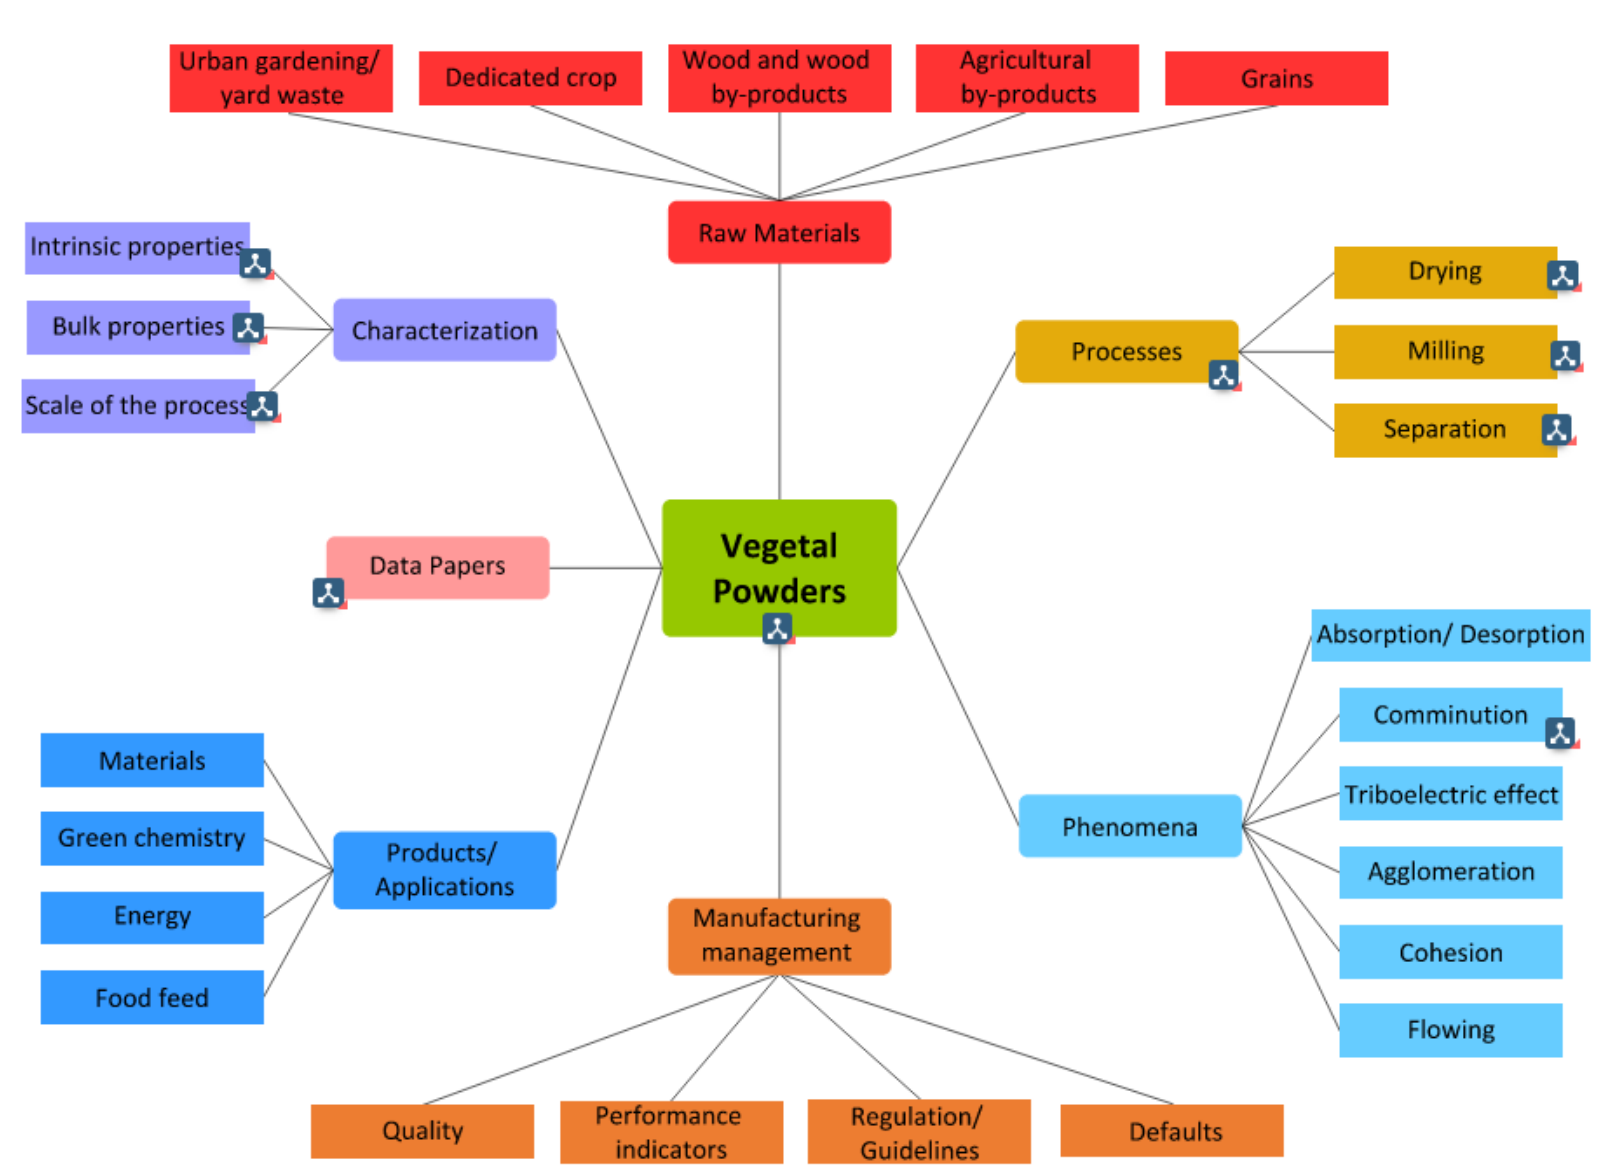 Urban gardening/
yard waste
Dedicated crop
Wood and wood
by-products
Agricultural
by-products
Grains
Raw Materials
Intrinsic properties
Bulk properties
Scale of the process
Characterization
Processes
Drying
Milling
Separation
Data Papers
Vegetal
Powders
Absorption/ Desorption
Comminution
Triboelectric effect
Agglomeration
Cohesion
Flowing
Phenomena
Materials
Green chemistry
Energy
Food feed
Products/
Applications
Manufacturing
management
Quality
Performance
indicators
Regulation/
Guidelines
Defaults